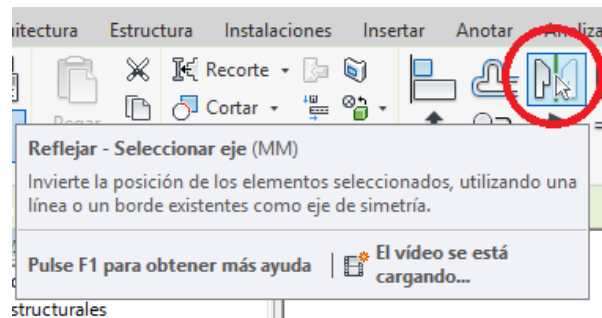 Estructura Instalaciones Insertar Anotar
Recorte
Cortar
Reflejar - Seleccionar eje (MM)
Invierte la posición de los elementos seleccionados, utilizando una
línea o un borde existentes como eje de simetría.
Pulse F1 para obtener más ayuda
El vídeo se está
cargando...
structurales